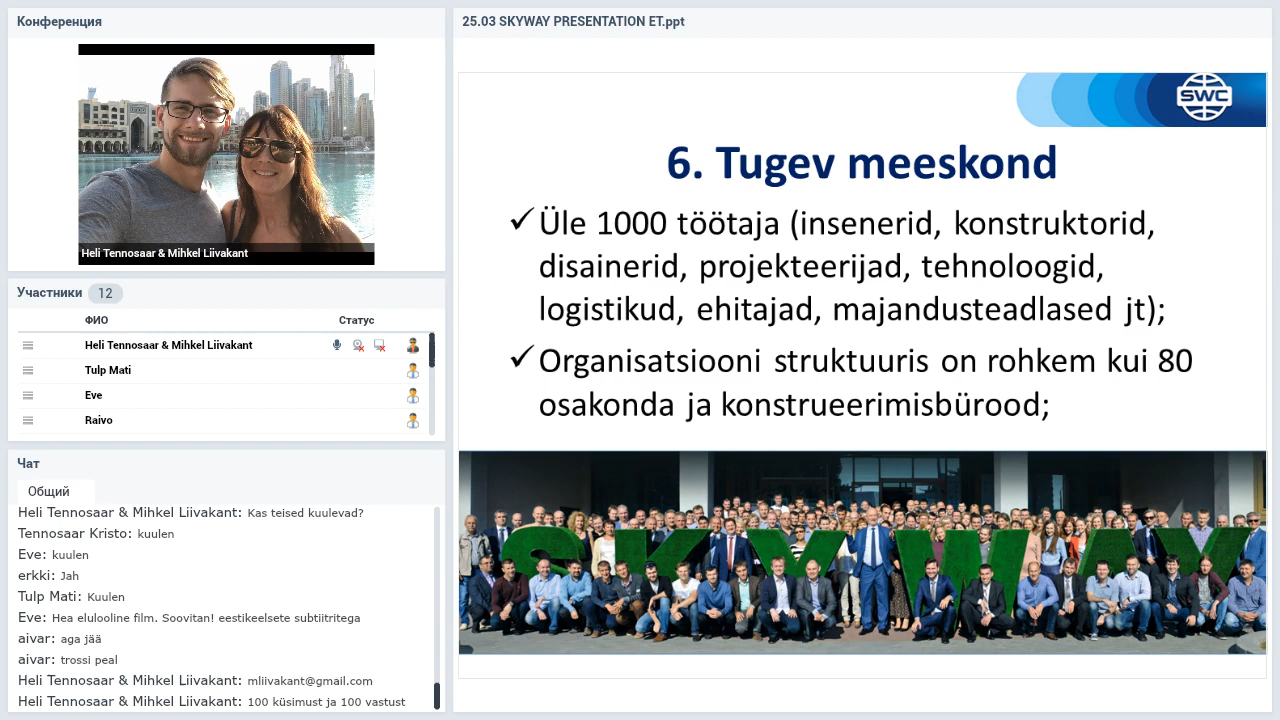 Конференция
Heli Tennosaar & Mihkel Liivakant
Участники 12
ФИО Статус
Heli Tennosaar & Mihkel Liivakant
Tulp Mati
Eve
Raivo
Чат
Общий
Heli Tennosaar & Mihkel Liivakant: Kas teised kuulevad?
Tennosaar Kristo: kuulen
Eve: kuulen
erkki: Jah
Tulp Mati: Kuulen
Eve: Hea elulooline film. Soovitan! eestikeelsete subtiitritega
aivar: aga jää
aivar: trossi peal
Heli Tennosaar & Mihkel Liivakant: mliivakant@gmail.com
Heli Tennosaar & Mihkel Liivakant: 100 küsimust ja 100 vastust
25.03 SKYWAY PRESENTATION ET.ppt
SWC
6. Tugev meeskond
✓ Üle 1000 töötaja (insenerid, konstruktorid,
disainerid, projekteerijad, tehnoloogid,
logistikud, ehitajad, majandusteadlased jt);
✓ Organisatsiooni struktuuris on rohkem kui 80
osakonda ja konstrueerimisbürood;
SKYWAY